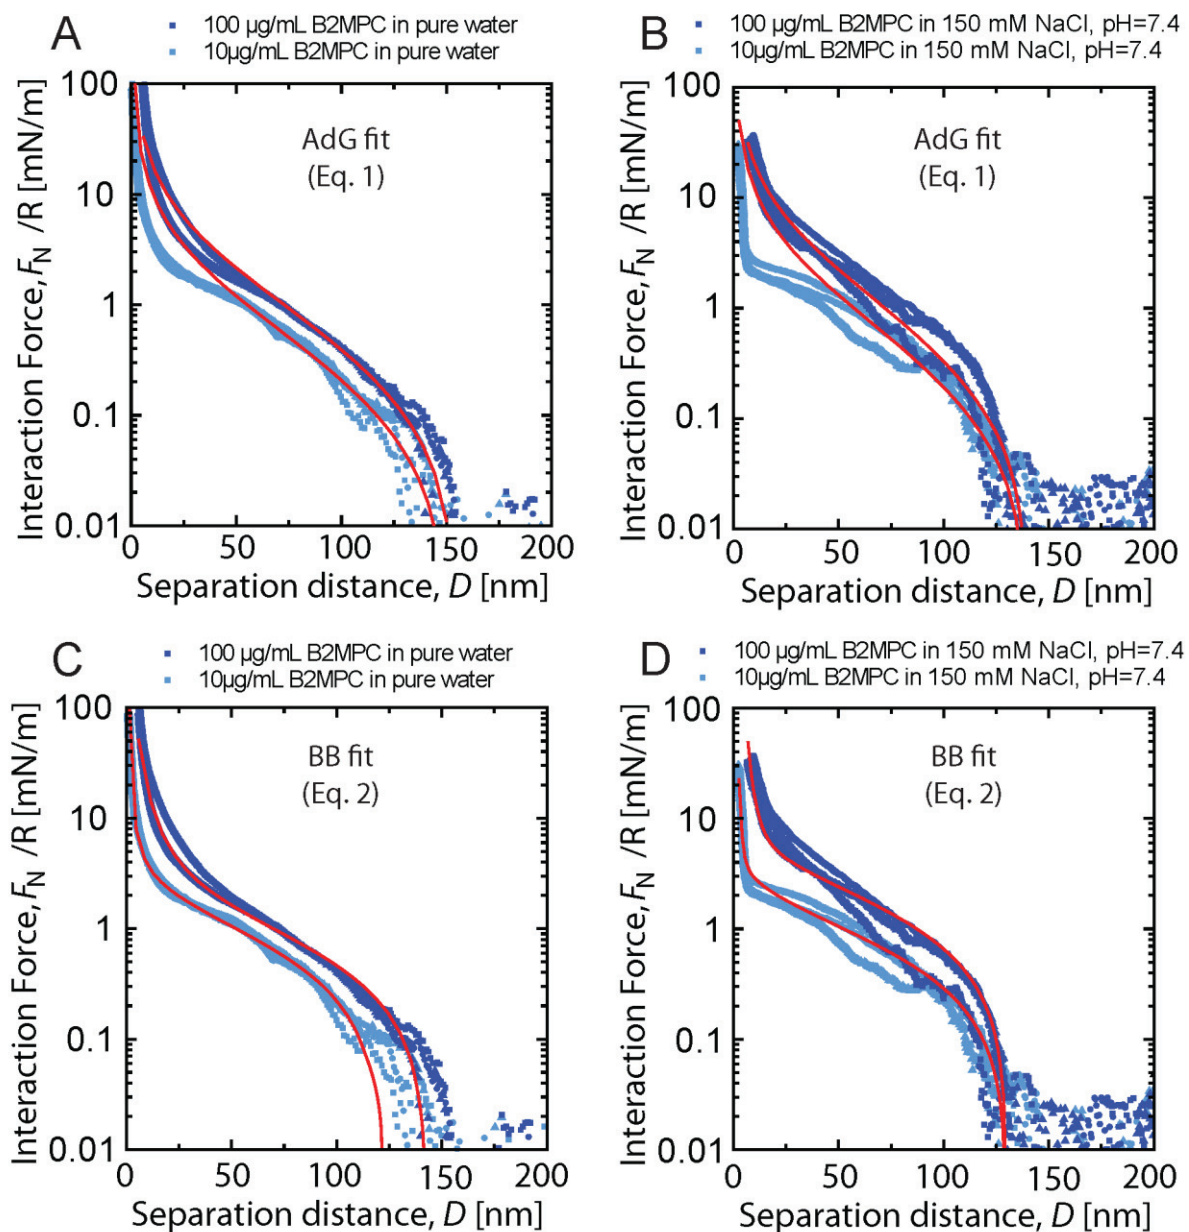 A
100 µg/mL B2MPC in pure water
10µg/mL B2MPC in pure water
Interaction Force, F_N /R [mN/m]
100
10
1
0.1
0.01
AdG fit
(Eq. 1)
0 50 100 150 200
Separation distance, D [nm]
B
100 µg/mL B2MPC in 150 mM NaCl, pH=7.4
10µg/mL B2MPC in 150 mM NaCl, pH=7.4
Interaction Force, F_N /R [mN/m]
100
10
1
0.1
0.01
AdG fit
(Eq. 1)
0 50 100 150 200
Separation distance, D [nm]
C
100 µg/mL B2MPC in pure water
10µg/mL B2MPC in pure water
Interaction Force, F_N /R [mN/m]
100
10
1
0.1
0.01
BB fit
(Eq. 2)
0 50 100 150 200
Separation distance, D [nm]
D
100 µg/mL B2MPC in 150 mM NaCl, pH=7.4
10µg/mL B2MPC in 150 mM NaCl, pH=7.4
Interaction Force, F_N /R [mN/m]
100
10
1
0.1
0.01
BB fit
(Eq. 2)
0 50 100 150 200
Separation distance, D [nm]